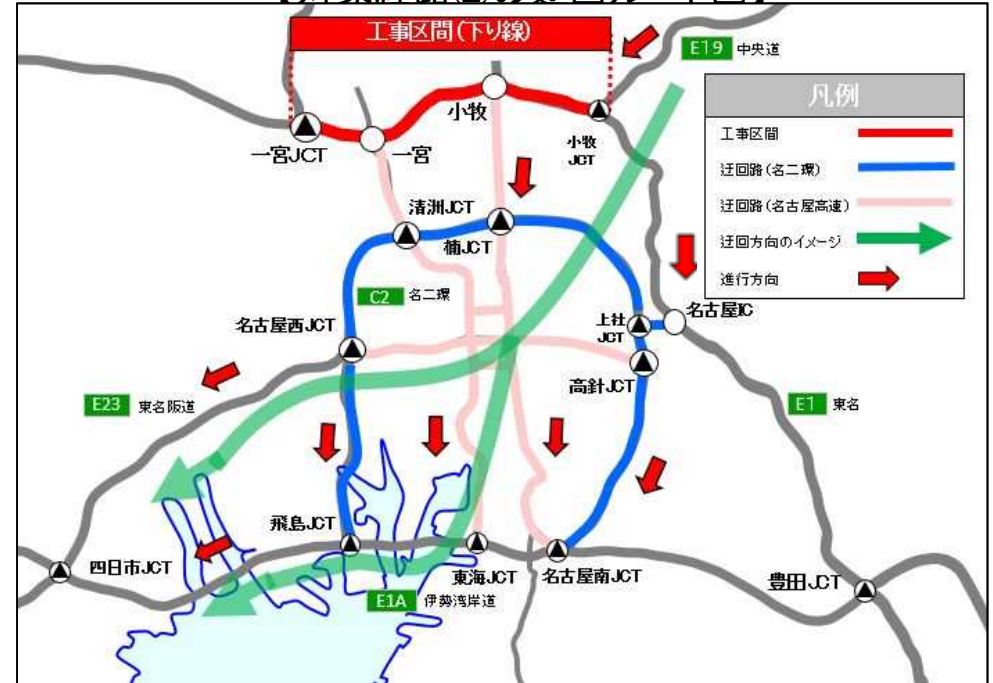 工事区間(下り線)
E19 中央道
凡例
工事区間
迂回路(名二環)
迂回路(名古屋高速)
迂回方向のイメージ
進行方向
小牧
小牧
JCT
一宮JCT
一宮
清洲JCT
楠JCT
C2 名二環
名古屋西JCT
上社
JCT
名古屋IC
高針JCT
E23 東名阪道
E1 東名
飛島JCT
四日市JCT
東海JCT
名古屋南JCT
豊田JCT
E1A 伊勢湾岸道